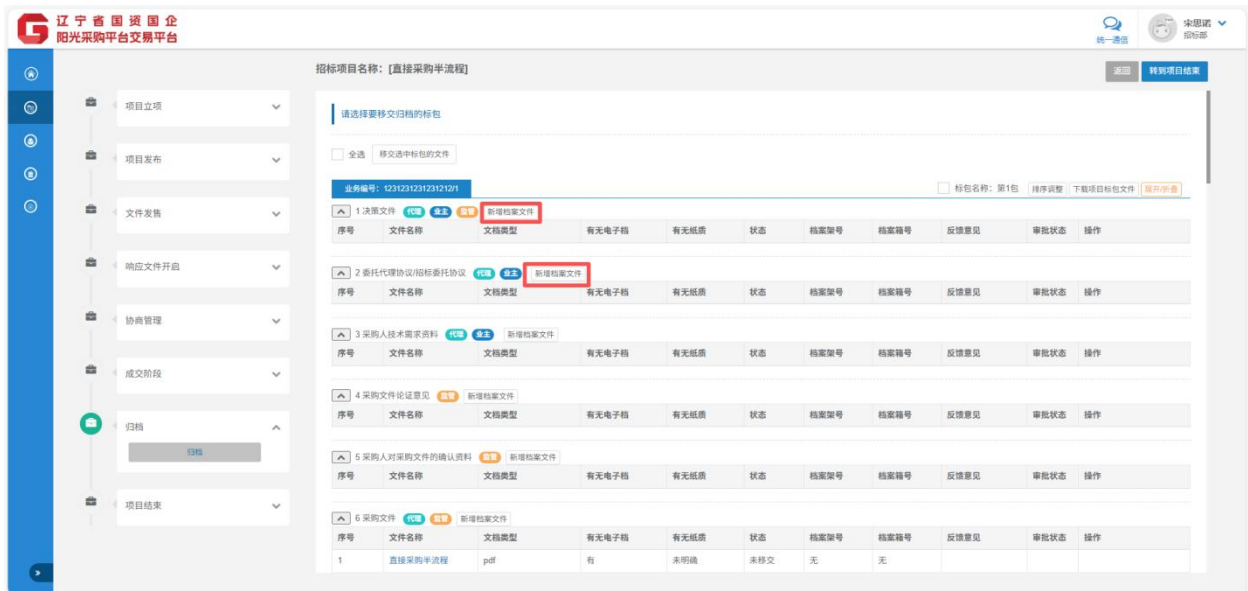 辽宁省国资国企
阳光采购平台交易平台
统一通信
宋思诺
招标部
招标项目名称：[直接采购半流程]
返回 转到项目结束
项目立项
项目发布
文件发售
响应文件开启
协商管理
成交阶段
归档
归档
项目结束
请选择要移交归档的标包
全选 移交选中标包的文件
业务编号：1231231231231212/1 标包名称：第1包 排序调整 下载项目标包文件 展开/折叠
1 决策文件 代理 业主 监管 新增档案文件
序号 文件名称 文档类型 有无电子档 有无纸质 状态 档案架号 档案箱号 反馈意见 审批状态 操作
2 委托代理协议/招标委托协议 代理 业主 新增档案文件
序号 文件名称 文档类型 有无电子档 有无纸质 状态 档案架号 档案箱号 反馈意见 审批状态 操作
3 采购人技术需求资料 代理 业主 新增档案文件
序号 文件名称 文档类型 有无电子档 有无纸质 状态 档案架号 档案箱号 反馈意见 审批状态 操作
4 采购文件论证意见 监管 新增档案文件
序号 文件名称 文档类型 有无电子档 有无纸质 状态 档案架号 档案箱号 反馈意见 审批状态 操作
5 采购人对采购文件的确认资料 监管 新增档案文件
序号 文件名称 文档类型 有无电子档 有无纸质 状态 档案架号 档案箱号 反馈意见 审批状态 操作
6 采购文件 代理 监管 新增档案文件
序号 文件名称 文档类型 有无电子档 有无纸质 状态 档案架号 档案箱号 反馈意见 审批状态 操作
1 直接采购半流程 pdf 有 未明确 未移交 无 无